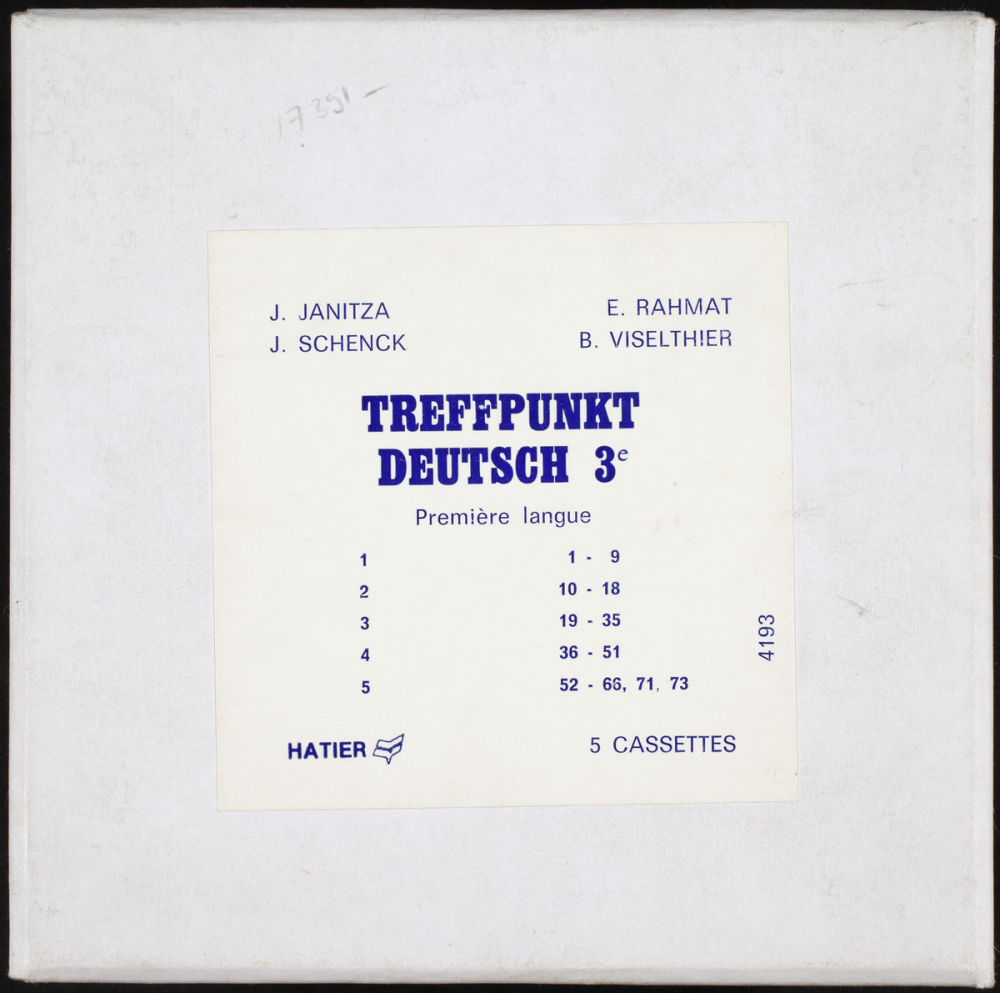 17351 -
J. JANITZA
E. RAHMAT
J. SCHENCK
B. VISELTHIER
TREFFPUNKT
DEUTSCH 3e
Première langue
1 1 - 9
2 10 - 18
3 19 - 35
4 36 - 51
5 52 - 66, 71, 73
4193
HATIER
5 CASSETTES